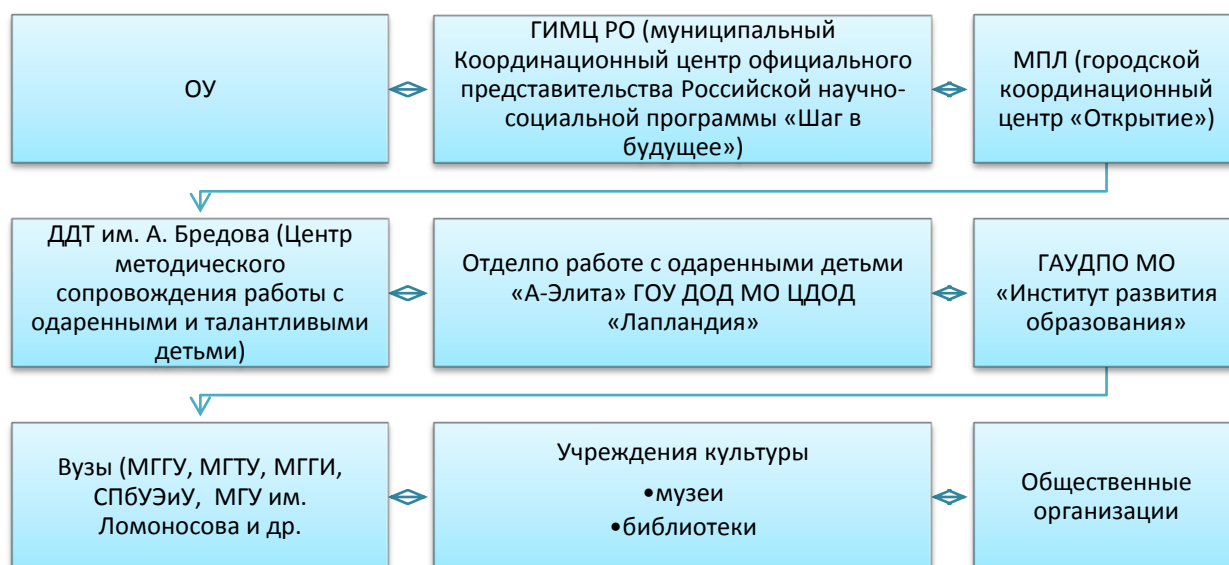 ОУ
ГИМЦ РО (муниципальный
Координационный центр официального
представительства Российской научно-
социальной программы «Шаг в
будущее»)
МПЛ (городской
координационный
центр «Открытие»)
ДДТ им. А. Бредова (Центр
методического
сопровождения работы с
одаренными и талантливыми
детьми)
Отделпо работе с одаренными детьми
«А-Элита» ГОУ ДОД МО ЦДОД
«Лапландия»
ГАУДПО МО
«Институт развития
образования»
Вузы (МГГУ, МГТУ, МГГИ,
СПбУЭиУ, МГУ им.
Ломоносова и др.
Учреждения культуры
•музеи
•библиотеки
Общественные
организации